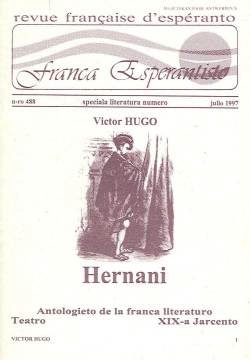 revue française d'espéranto
Franca Esperantisto
n-ro 488
speciala literatura numero
julio 1997
Victor HUGO
Hernani
Antologieto de la franca literaturo
Teatro
XIX-a Jarcento
VICTOR HUGO
1